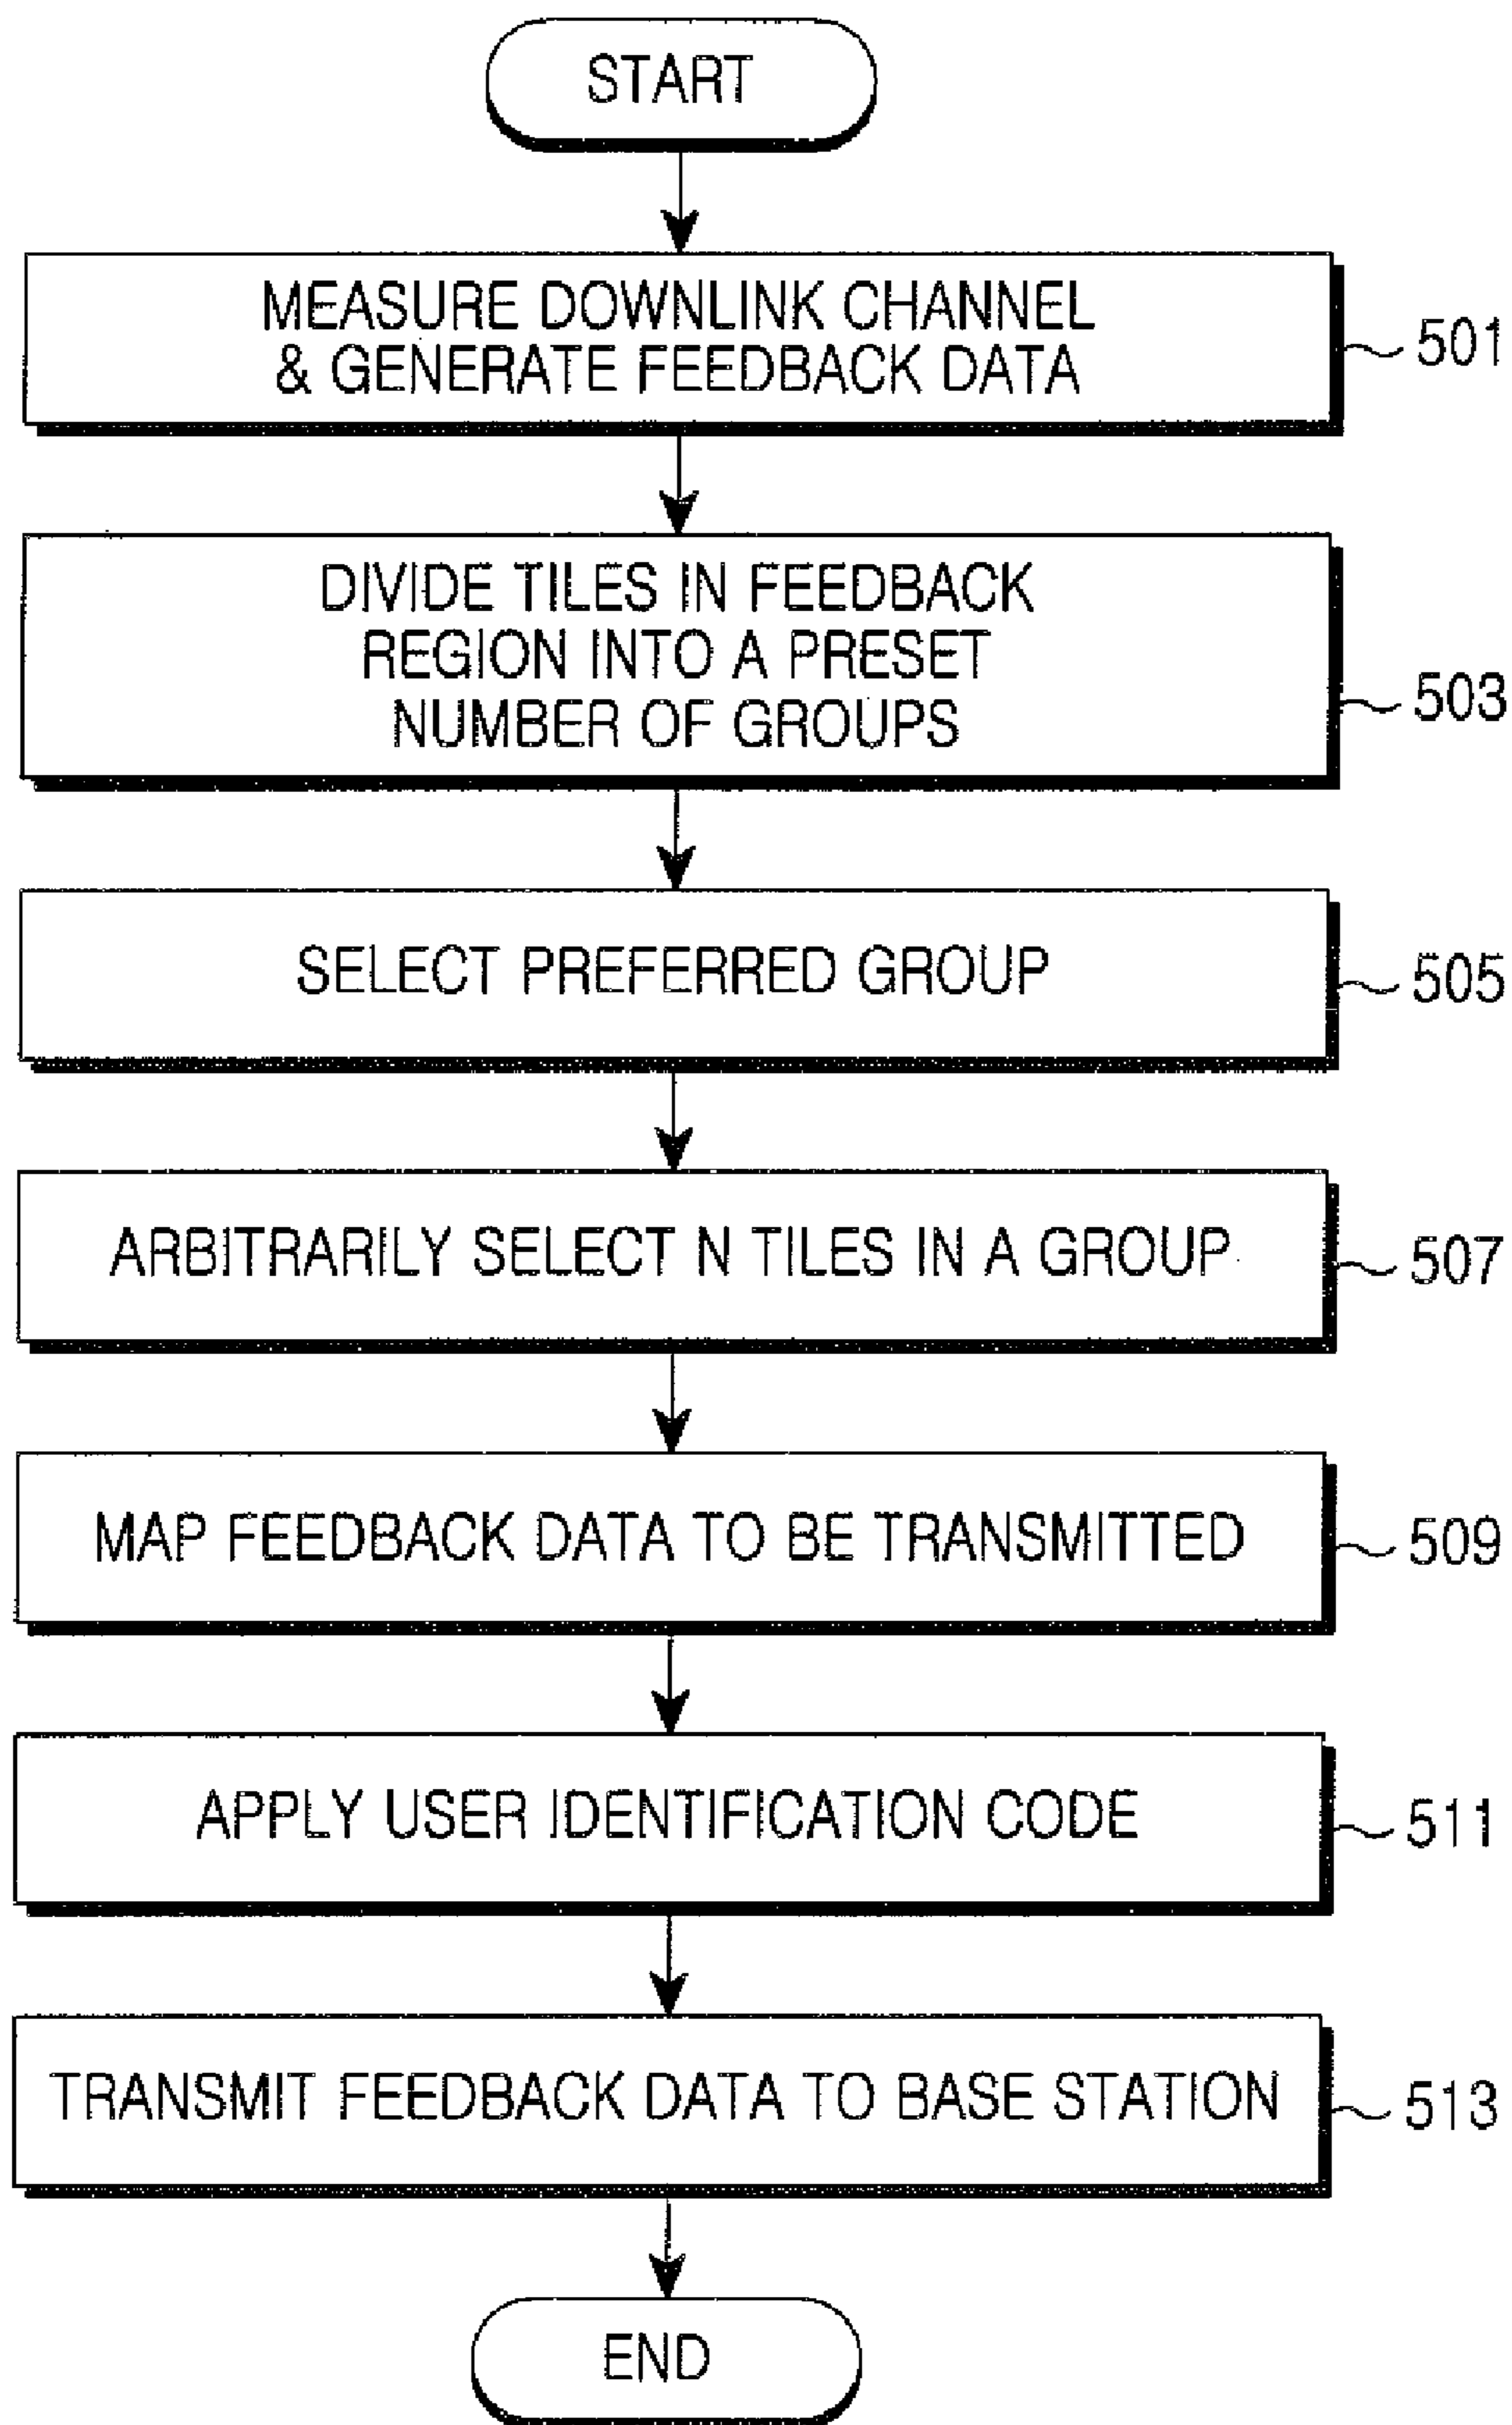 START
MEASURE DOWNLINK CHANNEL
& GENERATE FEEDBACK DATA
501
DIVIDE TILES IN FEEDBACK
REGION INTO A PRESET
NUMBER OF GROUPS
503
SELECT PREFERRED GROUP
505
ARBITRARILY SELECT N TILES IN A GROUP
507
MAP FEEDBACK DATA TO BE TRANSMITTED
509
APPLY USER IDENTIFICATION CODE
511
TRANSMIT FEEDBACK DATA TO BASE STATION
513
END